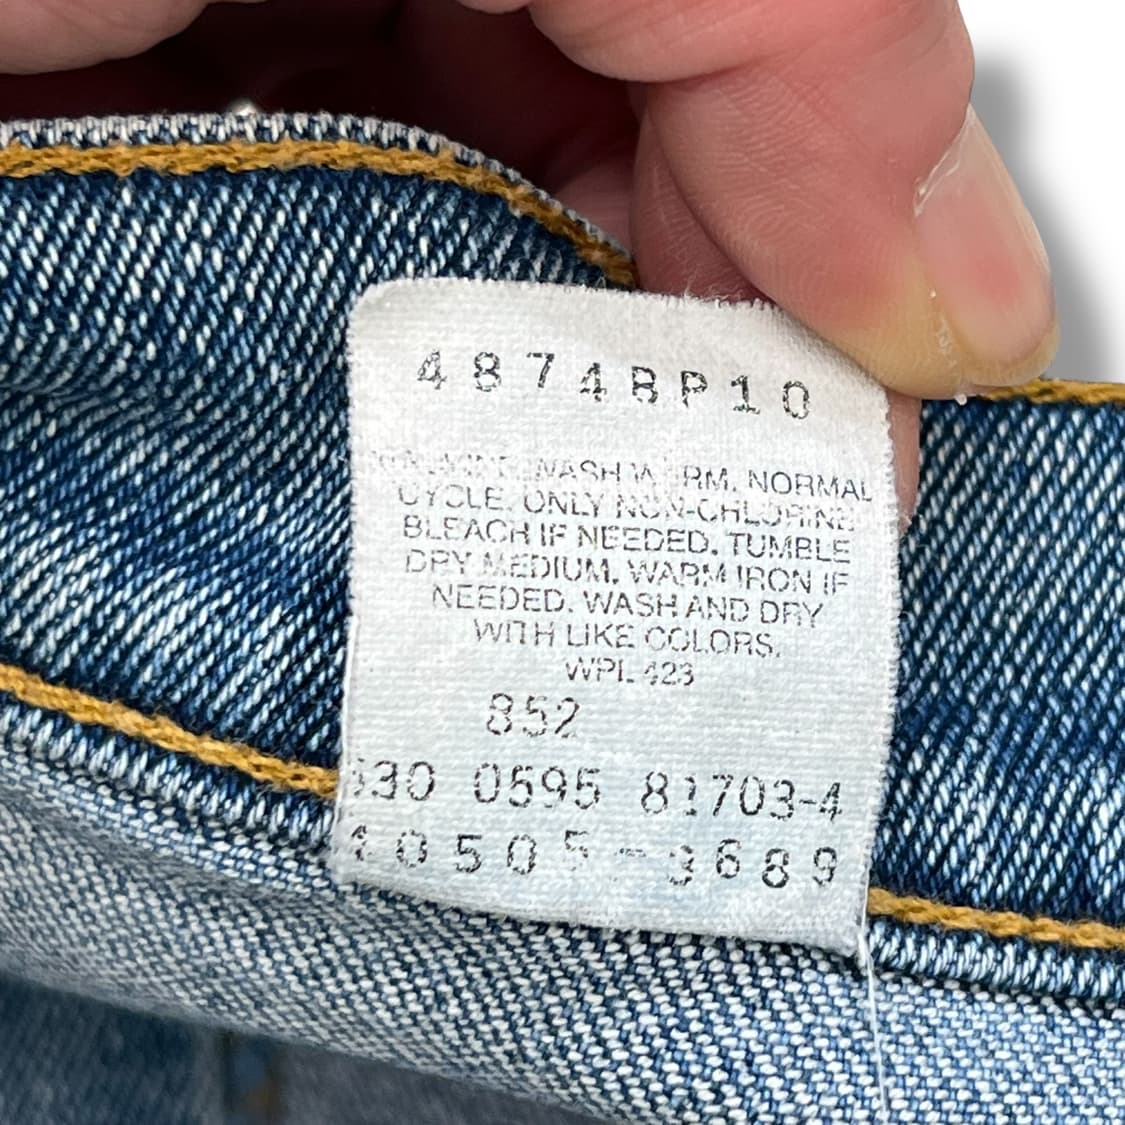 4874BP10
WASH WARM, NORMAL
CYCLE. ONLY NON-CHLORINE
BLEACH IF NEEDED. TUMBLE
DRY MEDIUM. WARM IRON IF
NEEDED. WASH AND DRY
WITH LIKE COLORS.
WPL 423
852
0595 81703-4